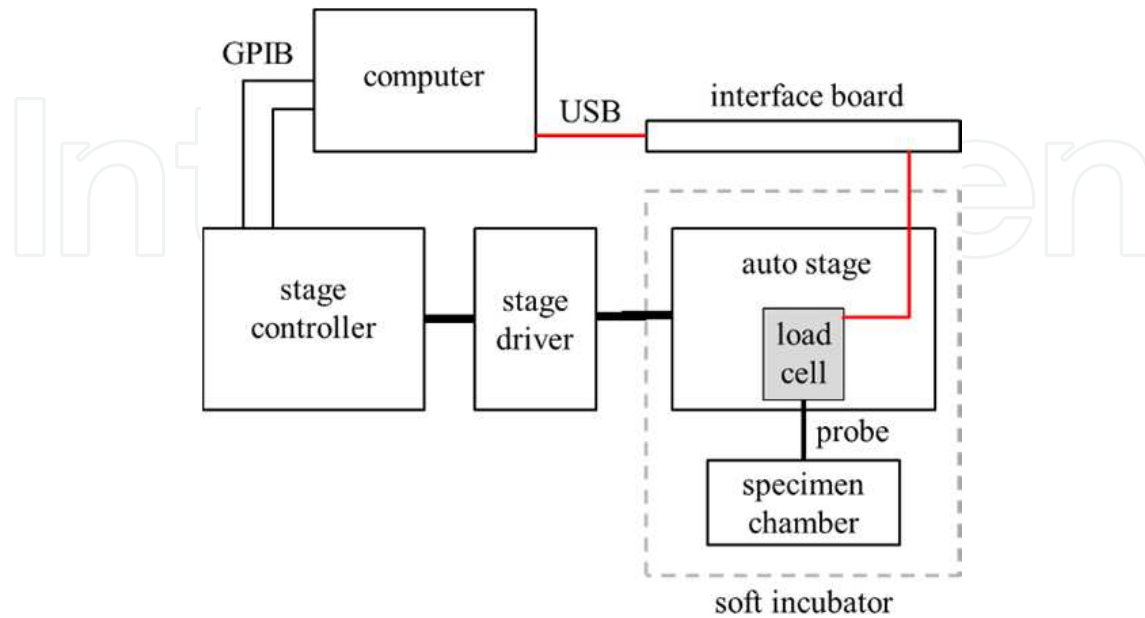 GPIB
computer
USB
interface board
stage
controller
stage
driver
auto stage
load
cell
probe
specimen
chamber
soft incubator